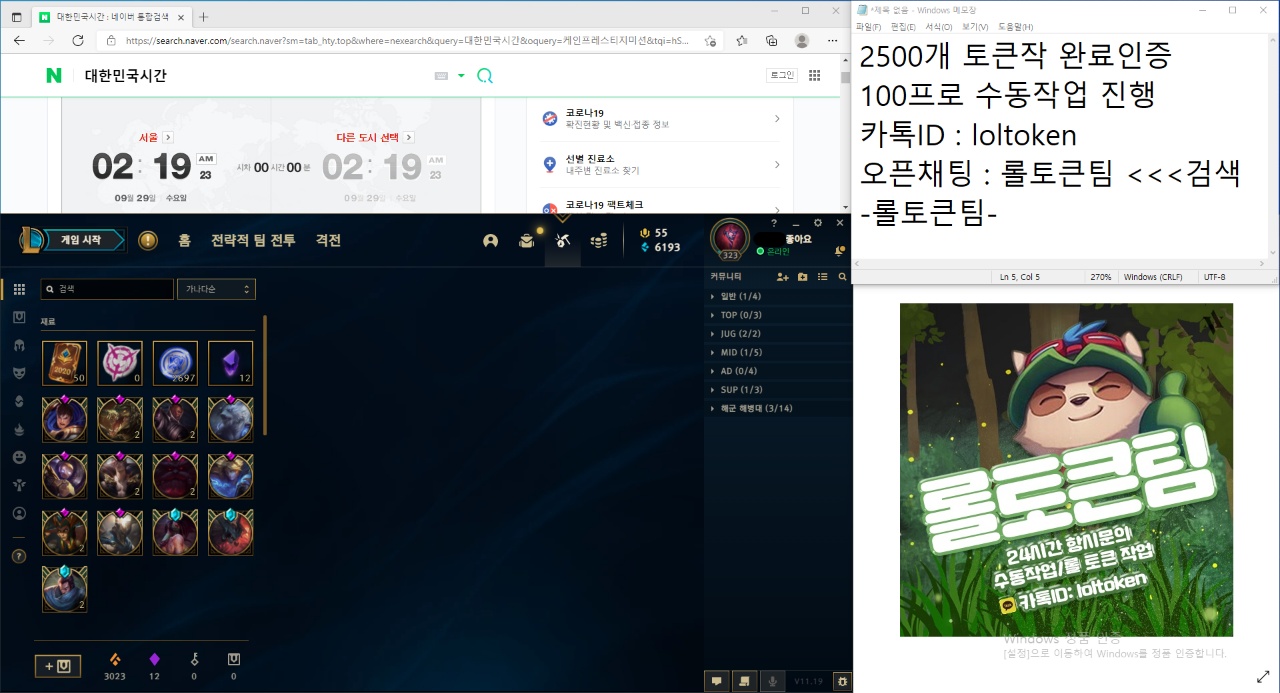 대한민국시간 : 네이버 통합검색
https://search.naver.com/search.naver?sm=tab_hty.top&where=nexearch&query=대한민국시간&oquery=케인프레스티지미션&tqi=hS...
N 대한민국시간
로그인
서울
다른 도시 선택
02 : 19 AM 23
시차 00 시간 00 분
02 : 19 AM 23
09월 29일 수요일
09월 29일 수요일
코로나19
확진현황 및 백신접종 정보
선별 진료소
내주변 진료소 찾기
코로나19 팩트체크
*제목 없음 - Windows 메모장
파일(F) 편집(E) 서식(O) 보기(V) 도움말(H)
2500개 토큰작 완료인증
100프로 수동작업 진행
카톡ID : loltoken
오픈채팅 : 롤토큰팀 <<<검색
-롤토큰팀-
Ln 5, Col 5 270% Windows (CRLF) UTF-8
게임 시작
홈 전략적 팀 전투 격전
55
6193
323
좋아요
온라인
검색
가나다순
재료
2020
50
0
2697
12
2
2
2
2
2
2
2
+
3023
12
0
0
커뮤니티
일반 (1/4)
TOP (0/3)
JUG (2/2)
MID (1/5)
AD (0/4)
SUP (1/3)
해군 해병대 (3/14)
V11.19
롤토큰팀
24시간 항시문의
수동작업/롤 토큰 작업
카톡ID: loltoken
Windows 정품 인증
[설정]으로 이동하여 Windows를 정품 인증합니다.